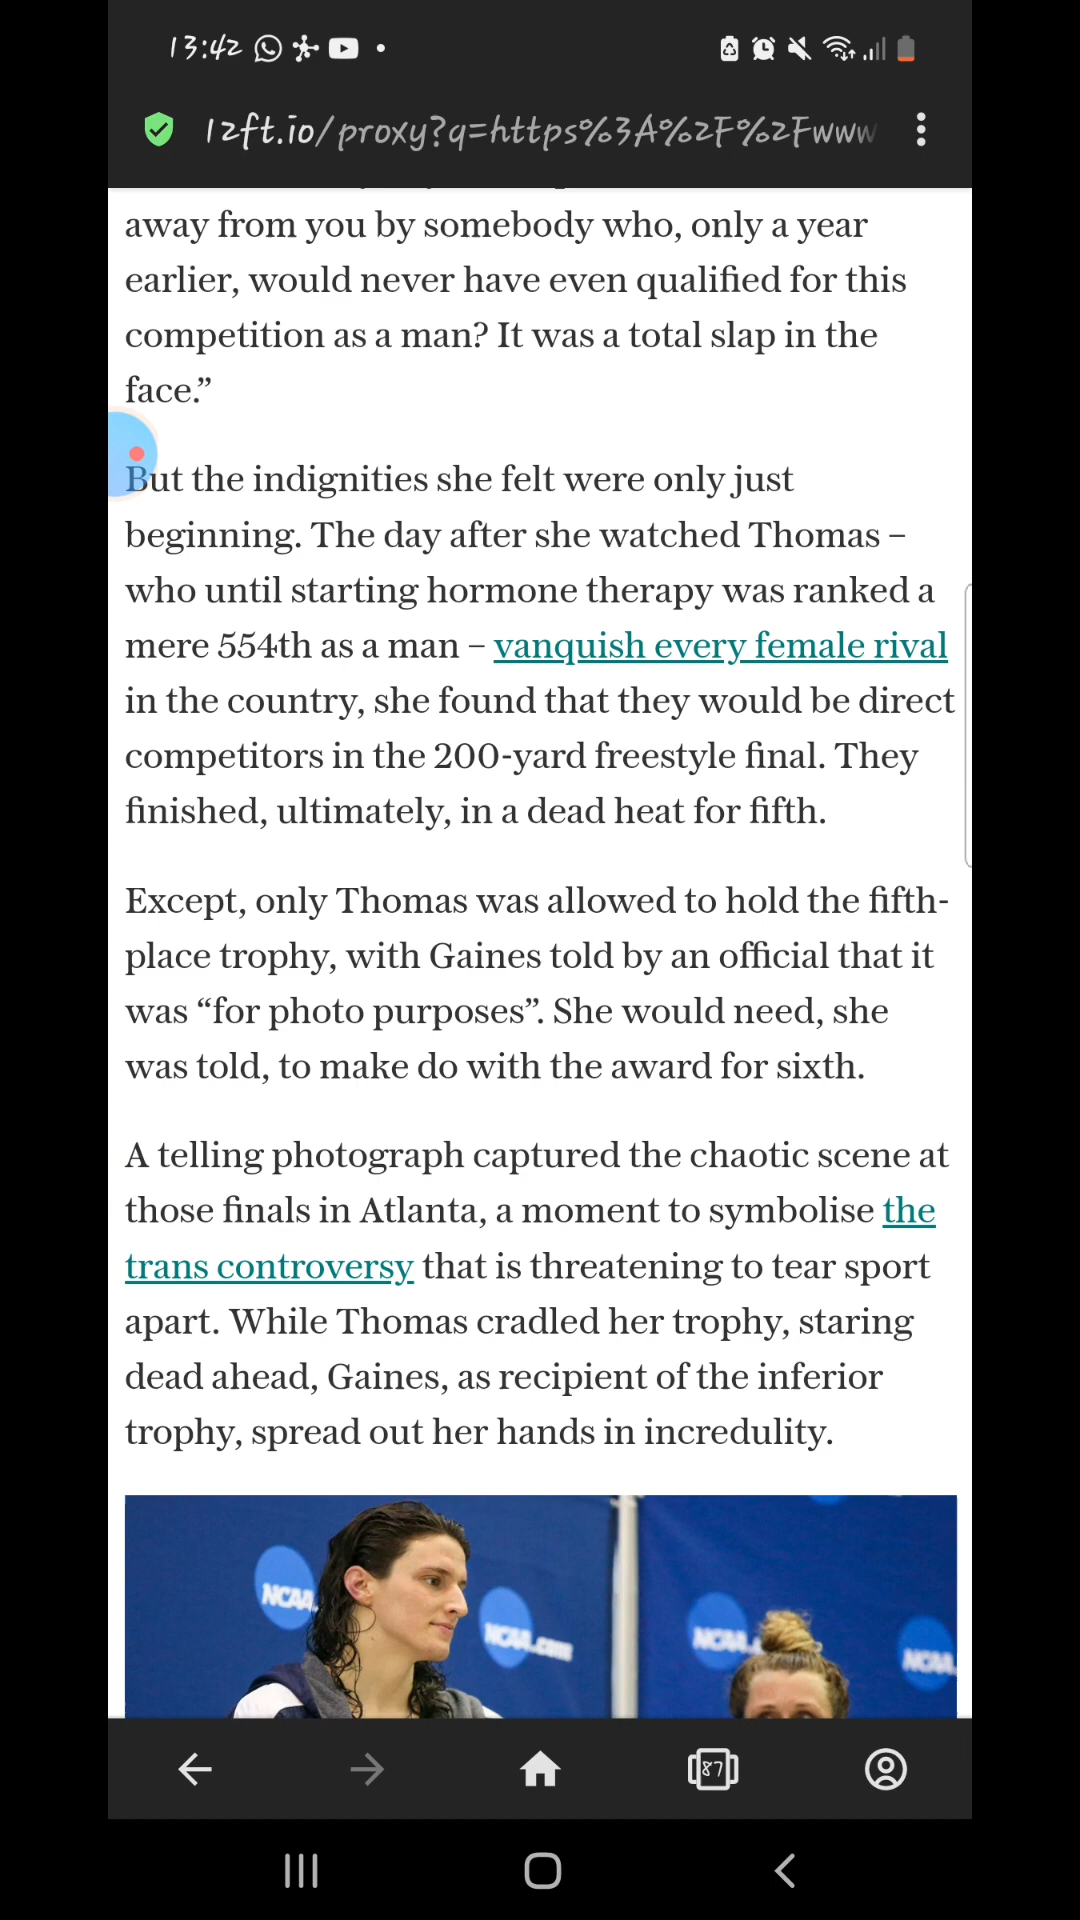 13:42
12ft.io/proxy?q=https%3A%2F%2Fwww
away from you by somebody who, only a year
earlier, would never have even qualified for this
competition as a man? It was a total slap in the
face.”
But the indignities she felt were only just
beginning. The day after she watched Thomas –
who until starting hormone therapy was ranked a
mere 554th as a man – vanquish every female rival
in the country, she found that they would be direct
competitors in the 200-yard freestyle final. They
finished, ultimately, in a dead heat for fifth.
Except, only Thomas was allowed to hold the fifth-
place trophy, with Gaines told by an official that it
was “for photo purposes”. She would need, she
was told, to make do with the award for sixth.
A telling photograph captured the chaotic scene at
those finals in Atlanta, a moment to symbolise the
trans controversy that is threatening to tear sport
apart. While Thomas cradled her trophy, staring
dead ahead, Gaines, as recipient of the inferior
trophy, spread out her hands in incredulity.
NCAA.
NCAA.com
NCAA.
NCAA.
87